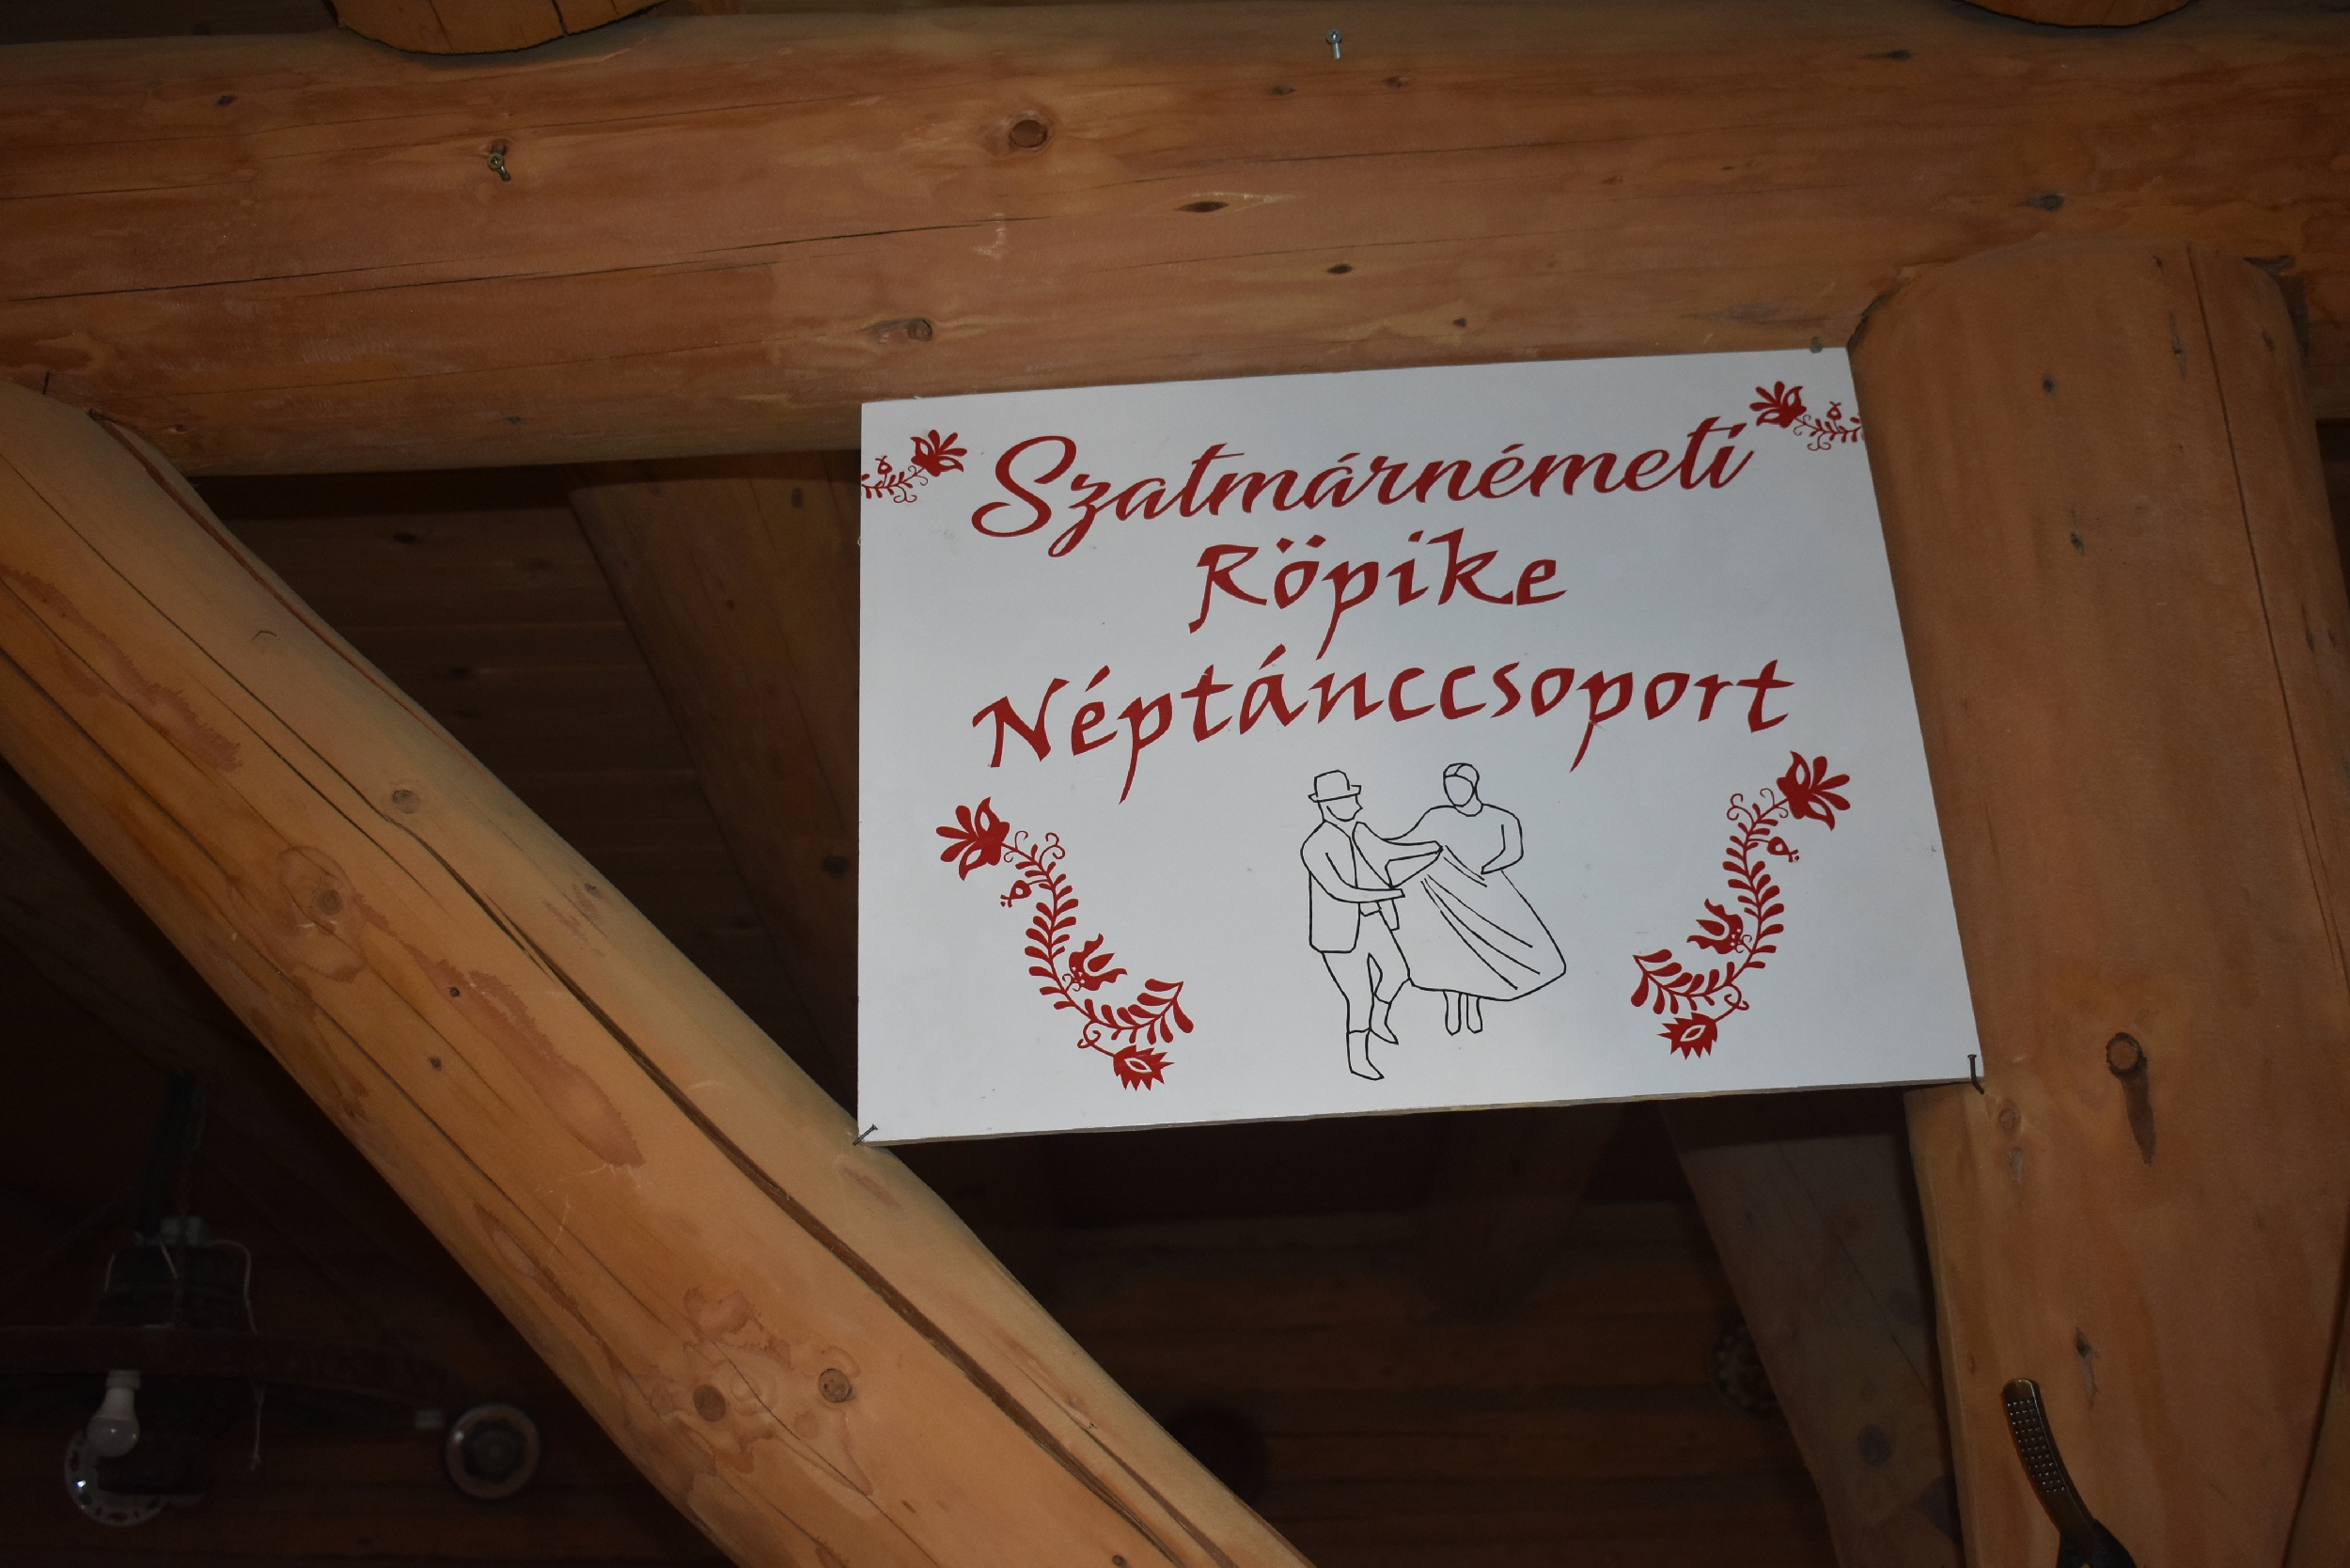 Szatmárnémeti
Röpike
Néptánccsoport